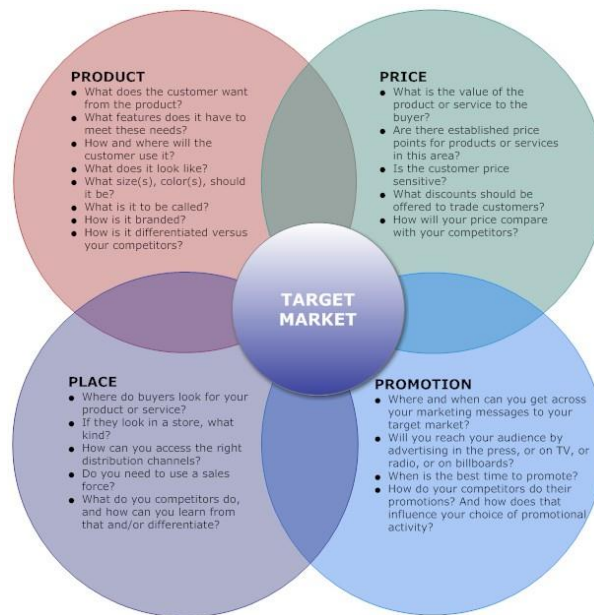 PRODUCT
● What does the customer want
from the product?
● What features does it have to
meet these needs?
● How and where will the
customer use it?
● What does it look like?
● What size(s), color(s), should
it be?
● What is it to be called?
● How is it branded?
● How is it differentiated versus
your competitors?
PRICE
● What is the value of the
product or service to the
buyer?
● Are there established price
points for products or services
in this area?
● Is the customer price
sensitive?
● What discounts should be
offered to trade customers?
● How will your price compare
with your competitors?
TARGET
MARKET
PLACE
● Where do buyers look for your
product or service?
● If they look in a store, what
kind?
● How can you access the right
distribution channels?
● Do you need to use a sales
force?
● What do you competitors do,
and how can you learn from
that and/or differentiate?
PROMOTION
● Where and when can you get across
your marketing messages to your
target market?
● Will you reach your audience by
advertising in the press, or on TV, or
radio, or on billboards?
● When is the best time to promote?
● How do your competitors do their
promotions? And how does that
influence your choice of promotional
activity?